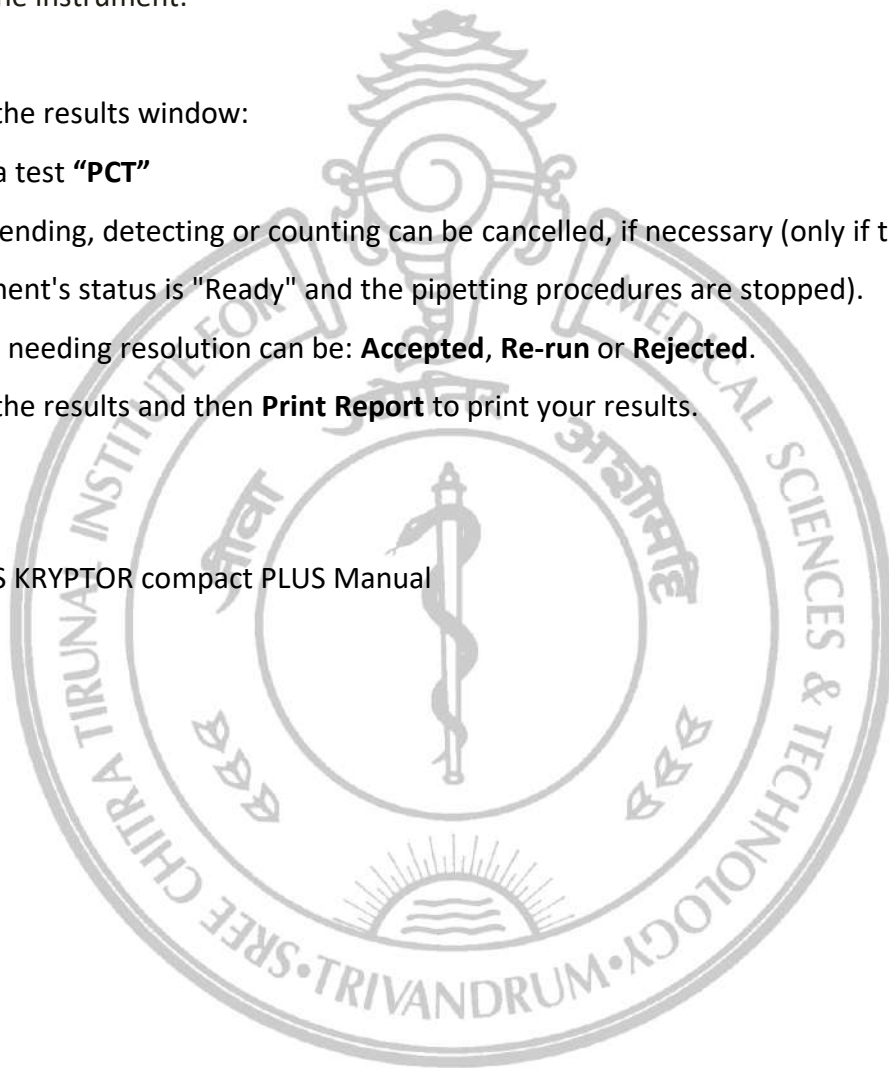 he instrument.
the results window:
a test “PCT”
ending, detecting or counting can be cancelled, if necessary (only if t
ment's status is "Ready" and the pipetting procedures are stopped).
needing resolution can be: Accepted, Re-run or Rejected.
the results and then Print Report to print your results.
S KRYPTOR compact PLUS Manual
SREE CHITRA TIRUNAL INSTITUTE FOR MEDICAL SCIENCES & TECHNOLOGY•TRIVANDRUM•